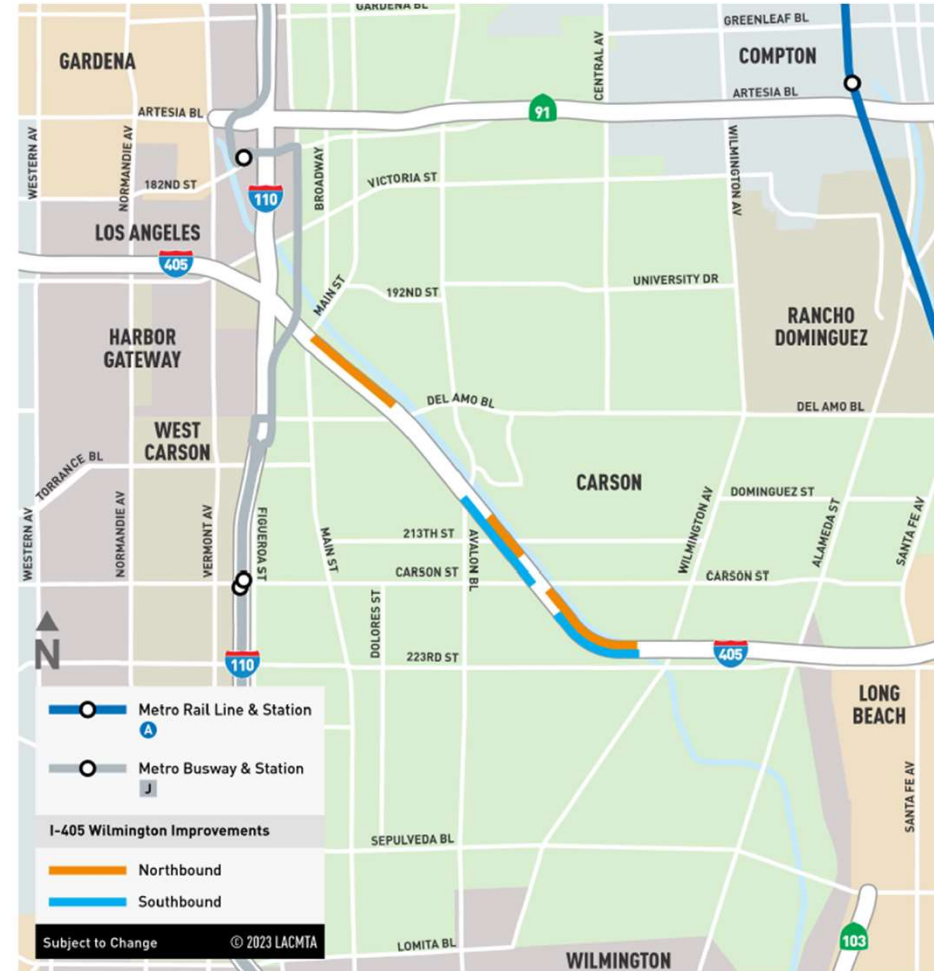 GARDENA BL
GREENLEAF BL
GARDENA
COMPTON
CENTRAL AV
ARTESIA BL
ARTESIA BL
91
WESTERN AV
NORMANDIE AV
BROADWAY
WILMINGTON AV
182ND ST
VICTORIA ST
110
LOS ANGELES
405
MAIN ST
192ND ST
UNIVERSITY DR
RANCHO
DOMINGUEZ
HARBOR
GATEWAY
DEL AMO BL
DEL AMO BL
WEST
CARSON
TORRANCE BL
CARSON
DOMINGUEZ ST
WESTERN AV
NORMANDIE AV
VERMONT AV
FIGUEROA ST
MAIN ST
213TH ST
AVALON BL
WILMINGTON AV
ALAMEDA ST
SANTA FE AV
CARSON ST
CARSON ST
DOLORES ST
N
110
223RD ST
405
LONG
BEACH
Metro Rail Line & Station
A
Metro Busway & Station
J
SANTA FE AV
I-405 Wilmington Improvements
SEPULVEDA BL
Northbound
Southbound
Subject to Change
© 2023 LACMTA
LOMITA BL
WILMINGTON
103